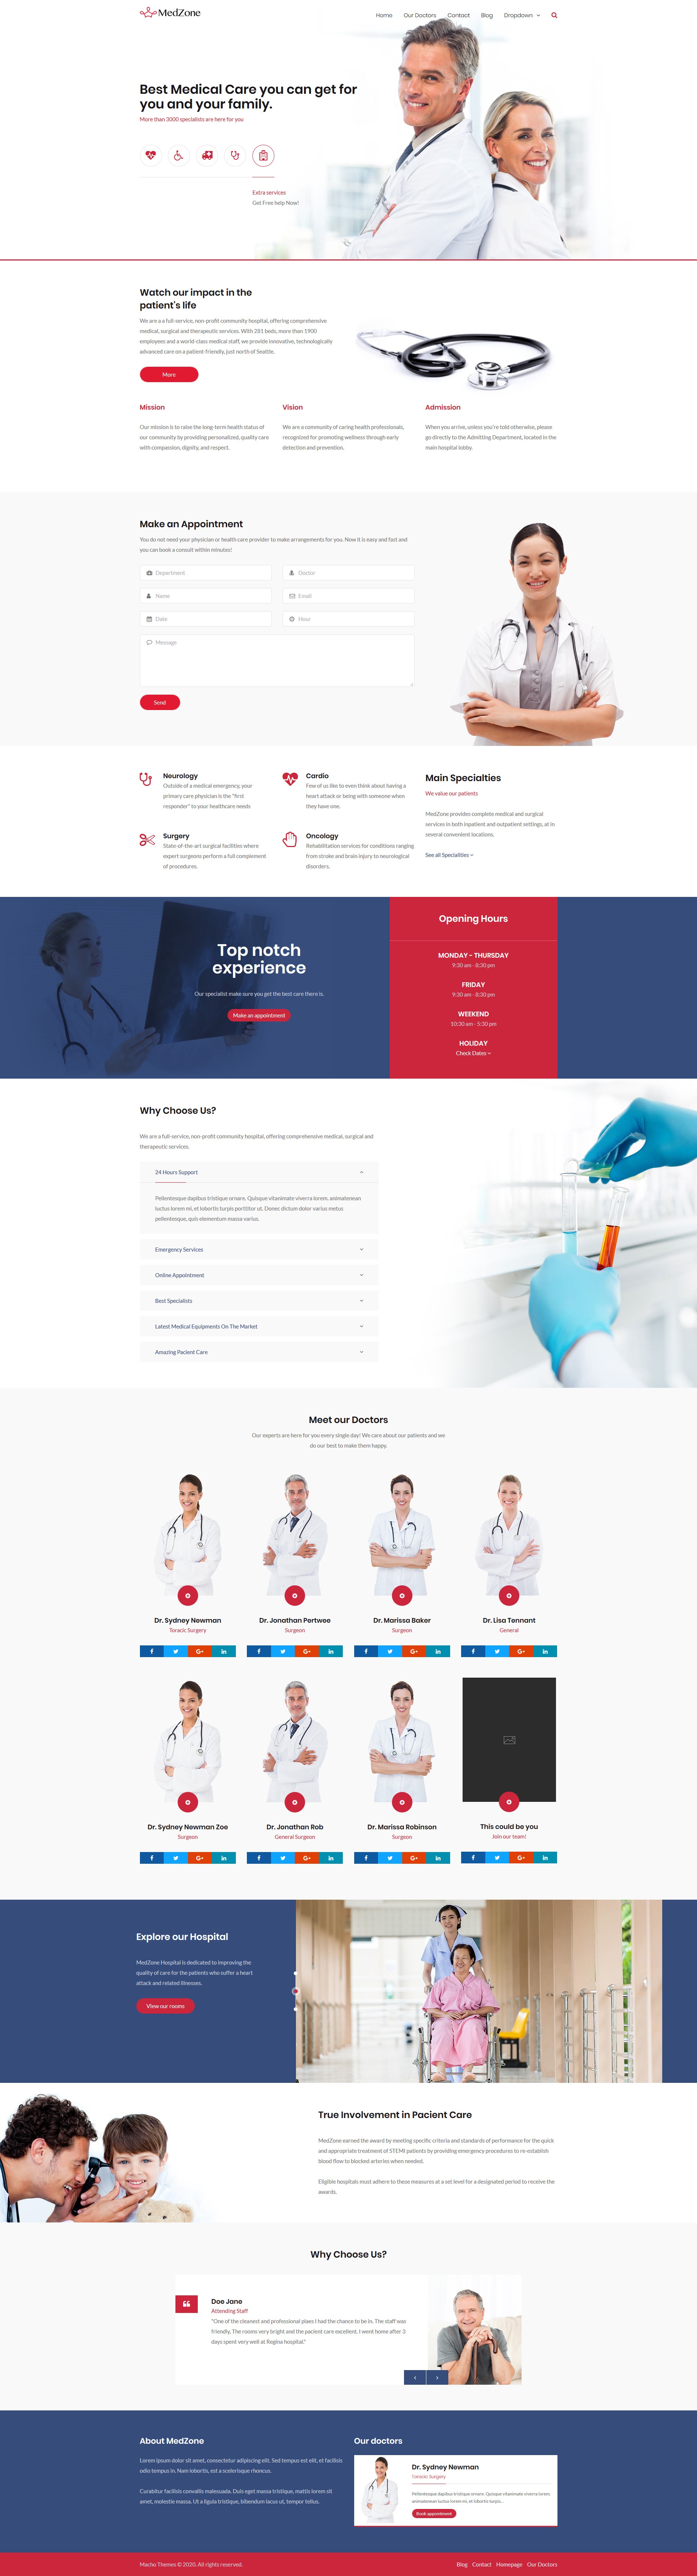 MedZone
Home Our Doctors Contact Blog Dropdown
Best Medical Care you can get for
you and your family.
More than 3000 specialists are here for you
Extra services
Get Free help Now!
Watch our impact in the
patient's life
We are a a full-service, non-profit community hospital, offering comprehensive
medical, surgical and therapeutic services. With 201 beds, more than 1900
employees and a world-class medical staff, we provide innovative, technologically
advanced care on a patient-friendly, just north of Seattle.
More
Mission
Our mission is to raise the long-term health status of
our community by providing personalized, quality care
with compassion, dignity, and respect.
Vision
We are a community of caring health professionals,
recognized for promoting wellness through early
detection and prevention.
Admission
When you arrive, unless you're told otherwise, please
go directly to the Admitting Department, located in the
main hospital lobby.
Make an Appointment
You do not need your physician or health care provider to make arrangements for you. Now it is easy and fast and
you can book a consult within minutes!
Department
Doctor
Name
Email
Date
Hour
Message
Send
Neurology
Outside of a medical emergency, your
primary care physician is the "first
responder" to your healthcare needs
Cardio
Few of us like to even think about having a
heart attack or being with someone when
they have one.
Surgery
State-of-the-art surgical facilities where
expert surgeons perform a full complement
of procedures.
Oncology
Rehabilitation services for conditions ranging
from stroke and brain injury to neurological
disorders.
Main Specialties
We value our patients
MedZone provides complete medical and surgical
services in both inpatient and outpatient settings, at in
several convenient locations.
See all Specialities
Top notch
experience
Our specialist make sure you get the best care there is.
Make an appointment
Opening Hours
MONDAY - THURSDAY
9:30 am - 8:30 pm
FRIDAY
9:30 am - 8:30 pm
WEEKEND
10:30 am - 5:30 pm
HOLIDAY
Check Dates
Why Choose Us?
We are a full-service, non-profit community hospital, offering comprehensive medical, surgical and
therapeutic services.
24 Hours Support
Pellentesque dapibus tristique ornare. Quisque vitanimate viverra lorem. animatenean
luctus lorem mi, et lobortis turpis porttitor ut. Donec dictum dolor varius metus
pellentesque, quis elementum massa varius.
Emergency Services
Online Appointment
Best Specialists
Latest Medical Equipments On The Market
Amazing Pacient Care
Meet our Doctors
Our experts are here for you every single day! We care about our patients and we
do our best to make them happy.
Dr. Sydney Newman
Toracic Surgery
Dr. Jonathan Pertwee
Surgeon
Dr. Marissa Baker
Surgeon
Dr. Lisa Tennant
General
Dr. Sydney Newman Zoe
Surgeon
Dr. Jonathan Rob
General Surgeon
Dr. Marissa Robinson
Surgeon
This could be you
Join our team!
Explore our Hospital
MedZone Hospital is dedicated to improving the
quality of care for the patients who suffer a heart
attack and related illnesses.
View our rooms
True Involvement in Pacient Care
MedZone earned the award by meeting specific criteria and standards of performance for the quick
and appropriate treatment of STEMI patients by providing emergency procedures to re-establish
blood flow to blocked arteries when needed.
Eligible hospitals must adhere to these measures at a set level for a designated period to receive the
awards.
Why Choose Us?
Doe Jane
Attending Staff
"One of the cleanest and professional plaes I had the chance to be in. The staff was
friendly, The rooms very bright and the pacient care excellent. I went home after 3
days spent very well at Regina hospital."
About MedZone
Lorem ipsum dolor sit amet, consectetur adipiscing elit. Sed tempus est elit, et facilisis
odio tempus in. Nam lobortis, est a scelerisque rhoncus.
Curabitur facilisis convallis malesuada. Duis eget massa tristique, mattis lorem sit
amet, molestie massa. Ut a ligula tristique, bibendum lacus ut, tempor tellus.
Our doctors
Dr. Sydney Newman
Toracic Surgery
Pellentesque dapibus tristique ornare. Quisque vitanimate viverra lorem.
animatenean luctus lorem mi, et lobortis turpis...
Book appointment
Macho Themes © 2020. All rights reserved.
Blog Contact Homepage Our Doctors